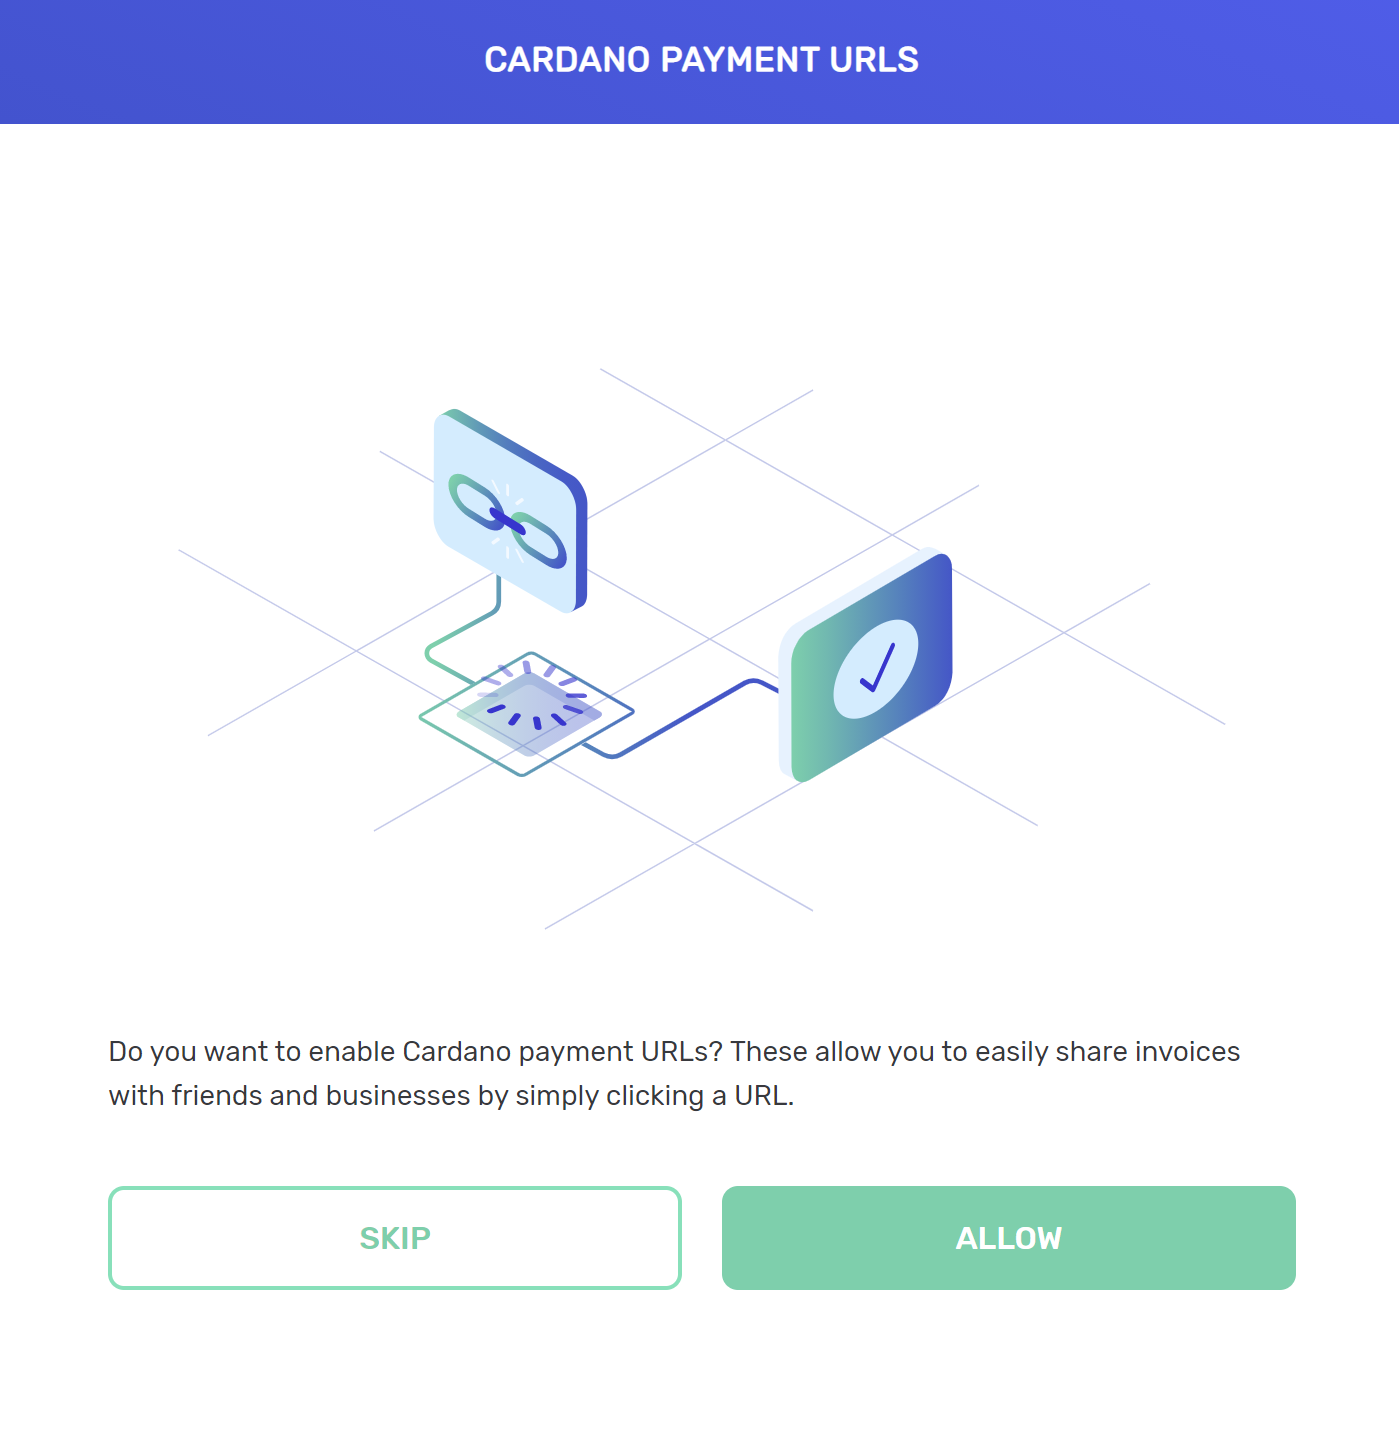 CARDANO PAYMENT URLS
Do you want to enable Cardano payment URLs? These allow you to easily share invoices
with friends and businesses by simply clicking a URL.
SKIP
ALLOW